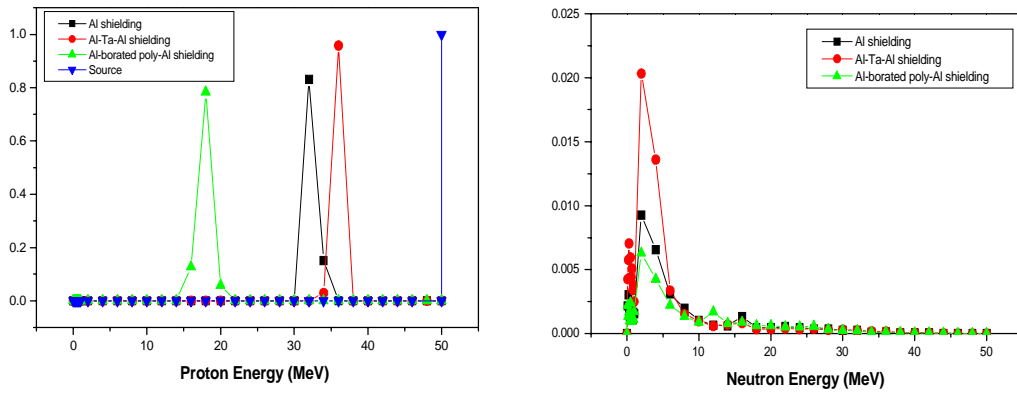 Al shielding
Al-Ta-Al shielding
Al-borated poly-Al shielding
Source
1.0
0.8
0.6
0.4
0.2
0.0
0 10 20 30 40 50
Proton Energy (MeV)
Al shielding
Al-Ta-Al shielding
Al-borated poly-Al shielding
0.025
0.020
0.015
0.010
0.005
0.000
0 10 20 30 40 50
Neutron Energy (MeV)